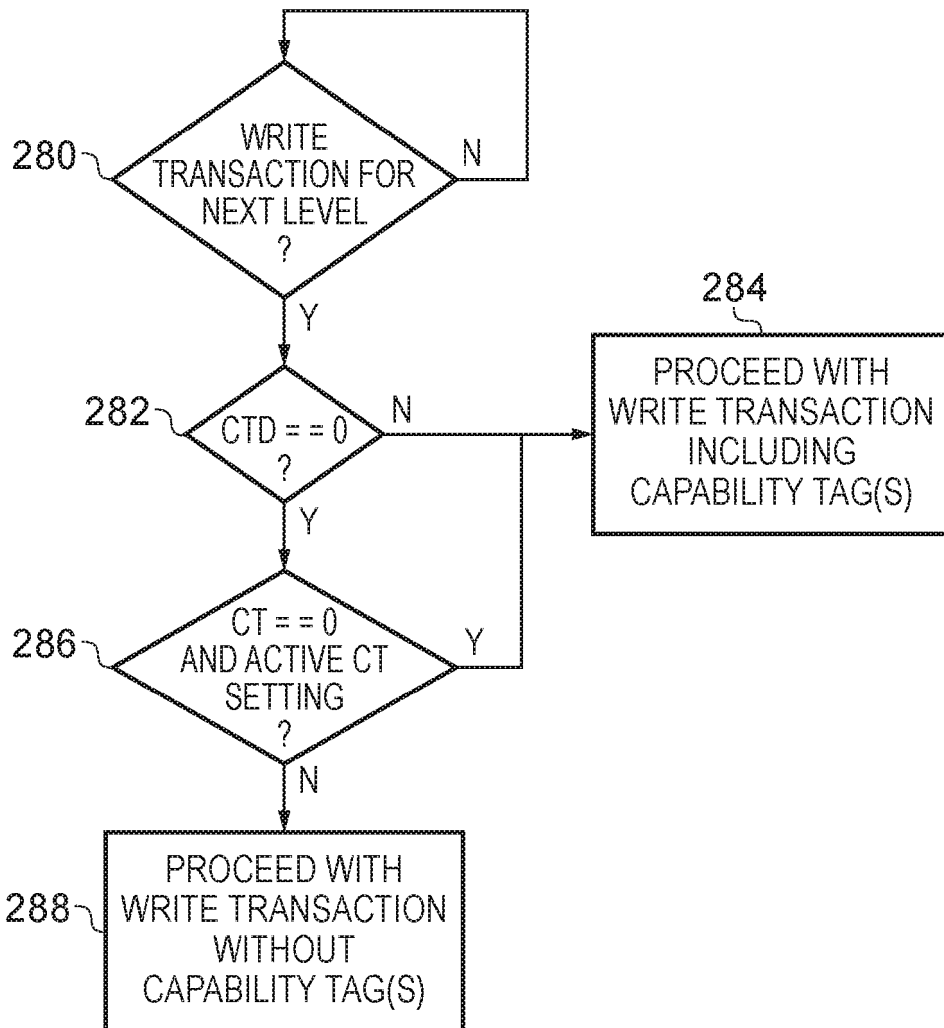 280
WRITE
TRANSACTION FOR
NEXT LEVEL
?
N
Y
284
PROCEED WITH
WRITE TRANSACTION
INCLUDING
CAPABILITY TAG(S)
282
CTD = = 0
?
N
Y
286
CT = = 0
AND ACTIVE CT
SETTING
?
Y
N
288
PROCEED WITH
WRITE TRANSACTION
WITHOUT
CAPABILITY TAG(S)